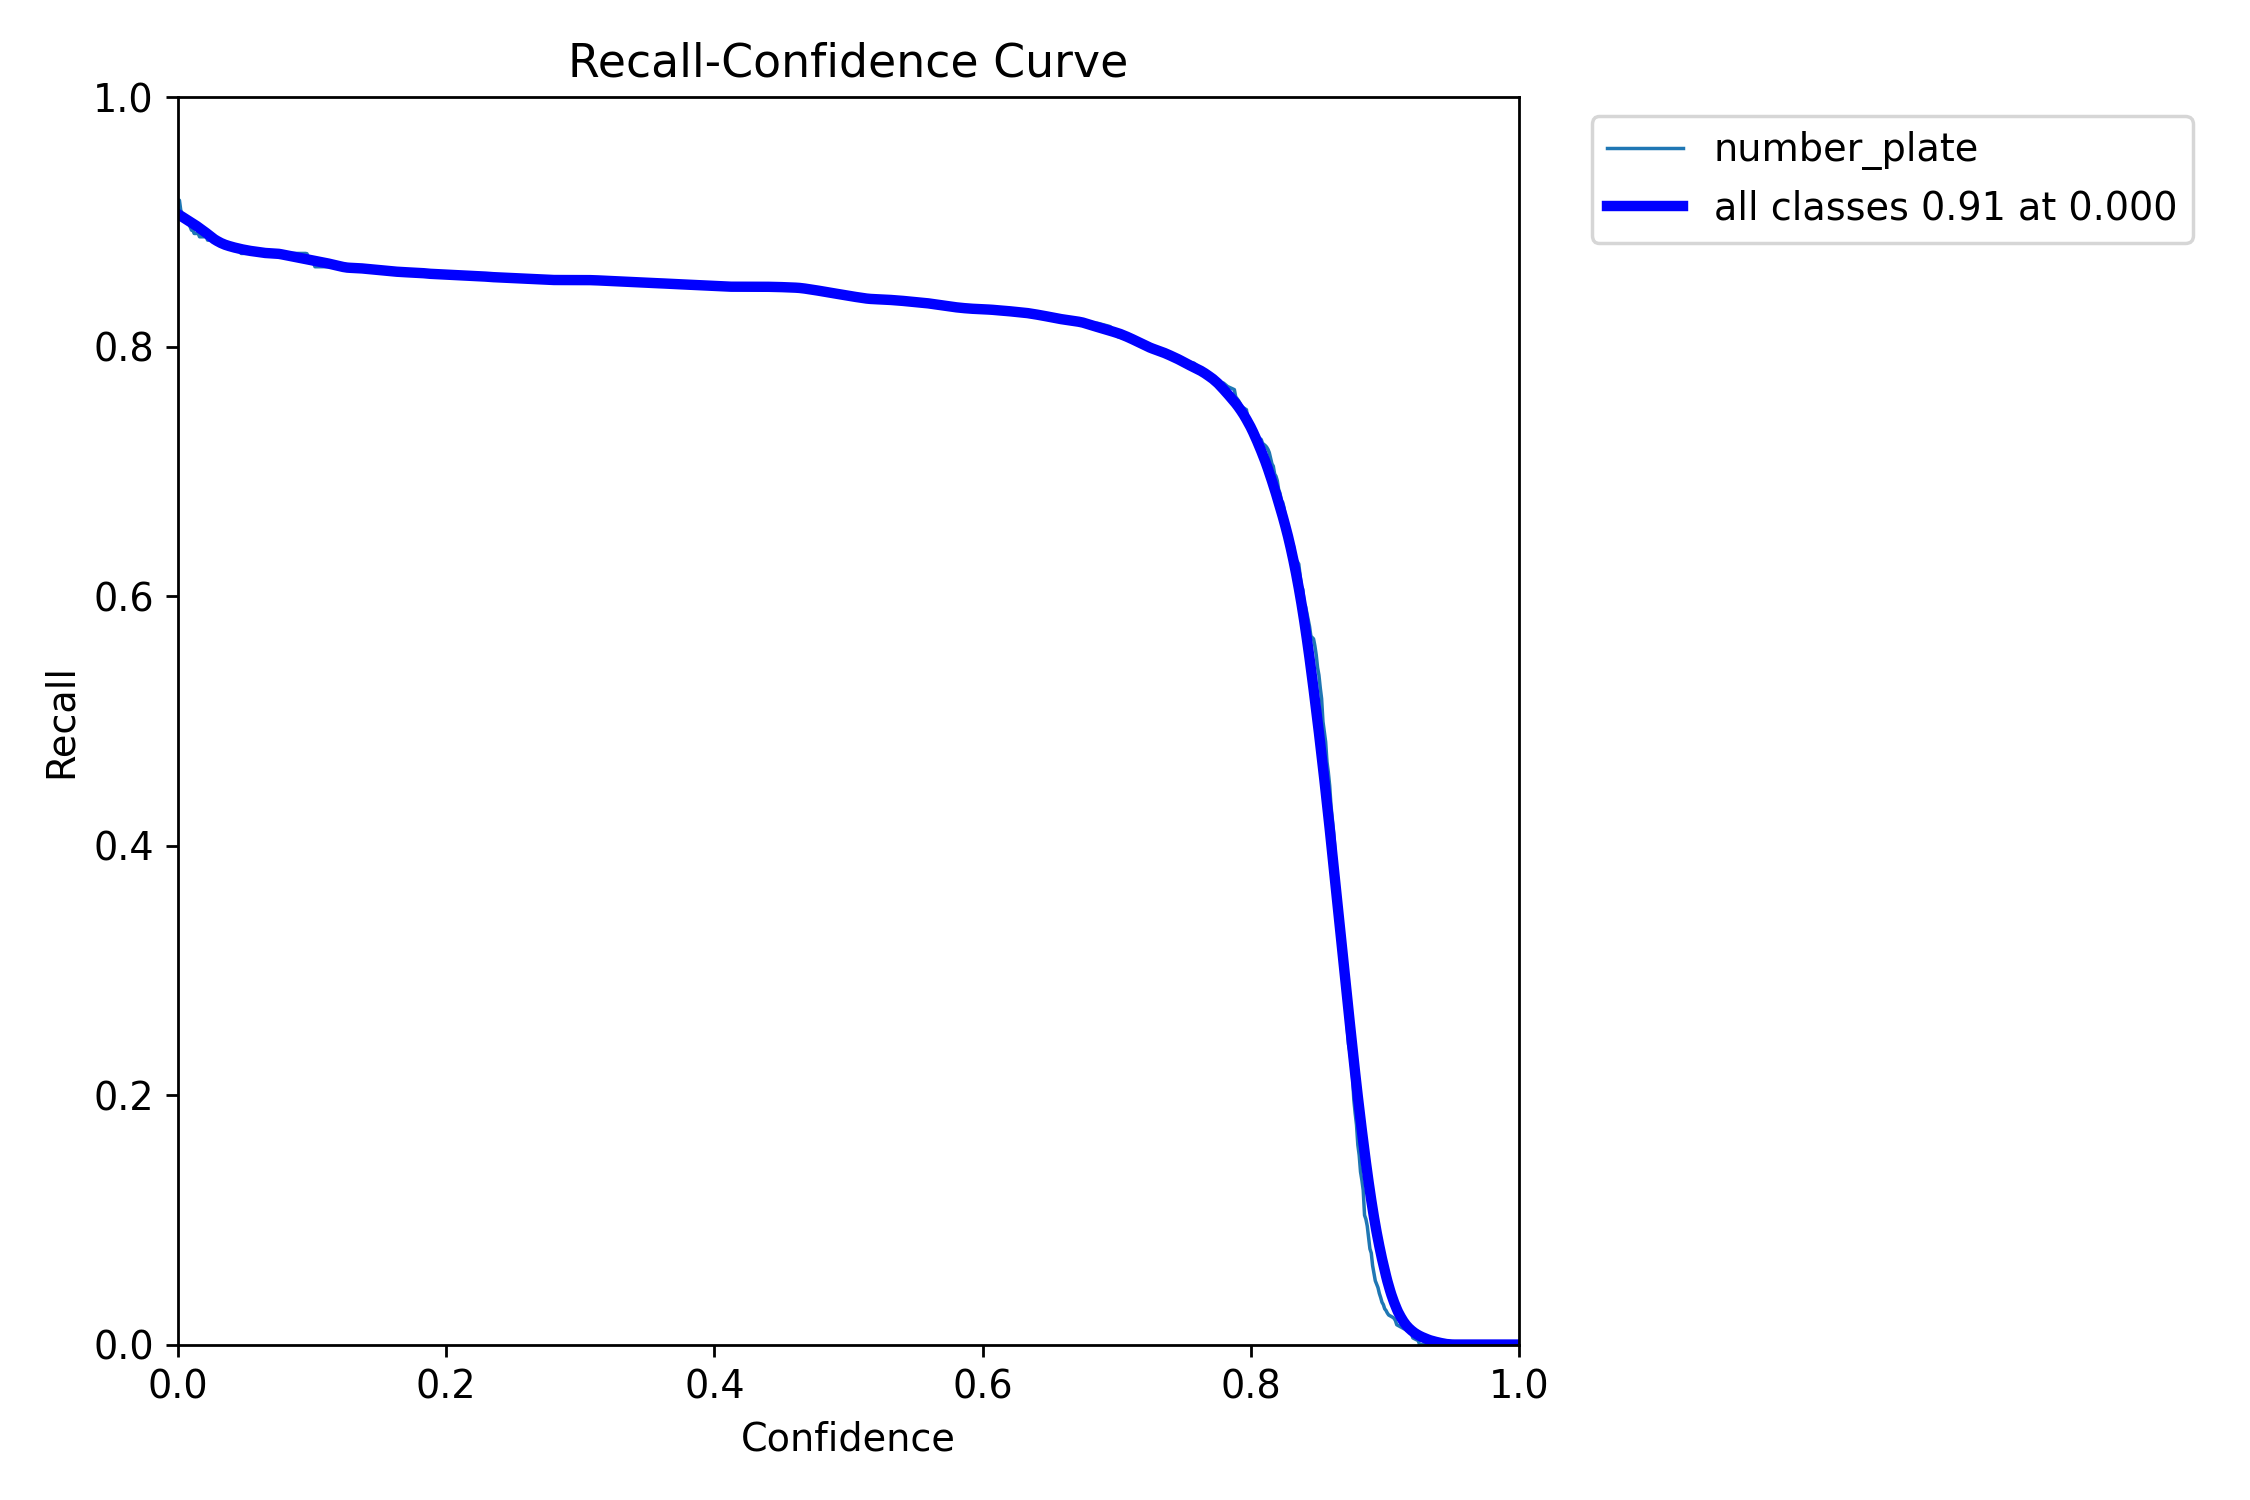 Recall-Confidence Curve
1.0
0.8
0.6
0.4
0.2
0.0
Recall
0.0 0.2 0.4 0.6 0.8 1.0
Confidence
number_plate
all classes 0.91 at 0.000